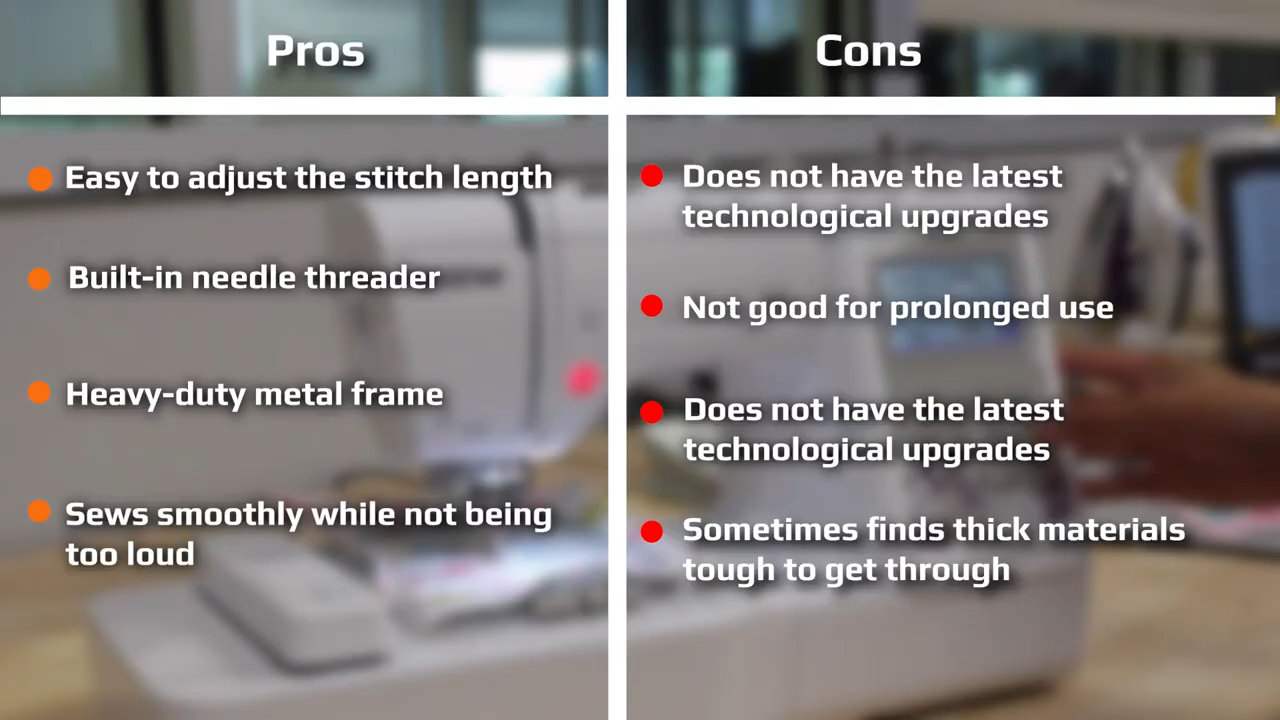 Pros
Easy to adjust the stitch length
Built-in needle threader
Heavy-duty metal frame
Sews smoothly while not being
too loud
Cons
Does not have the latest
technological upgrades
Not good for prolonged use
Does not have the latest
technological upgrades
Sometimes finds thick materials
tough to get through